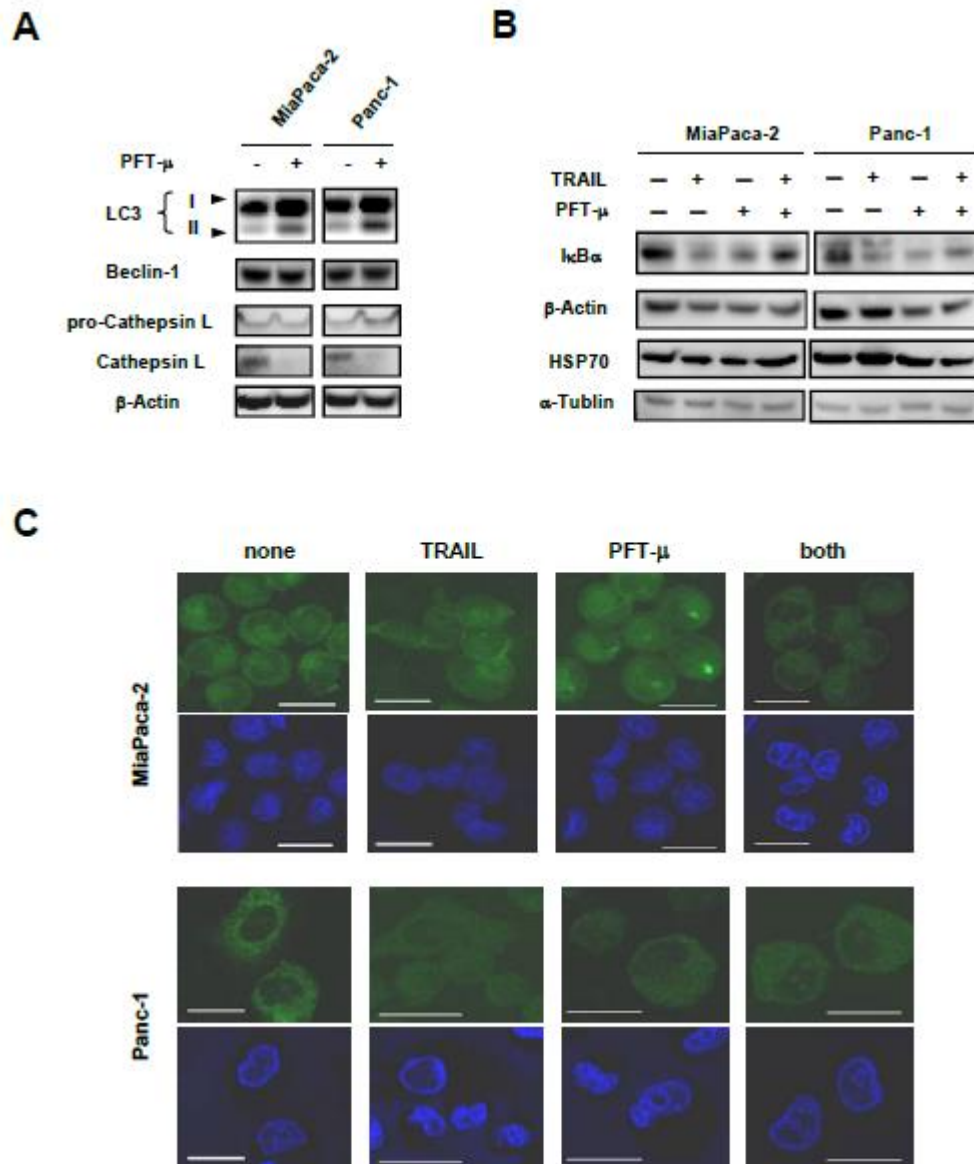 A
MiaPaca-2 Panc-1
PFT-μ - + - +
LC3 { I
II
Beclin-1
pro-Cathepsin L
Cathepsin L
β-Actin
B
MiaPaca-2 Panc-1
TRAIL − + − + − + − +
PFT-μ − − + + − − + +
IκBα
β-Actin
HSP70
α-Tublin
C
none TRAIL PFT-μ both
MiaPaca-2
Panc-1